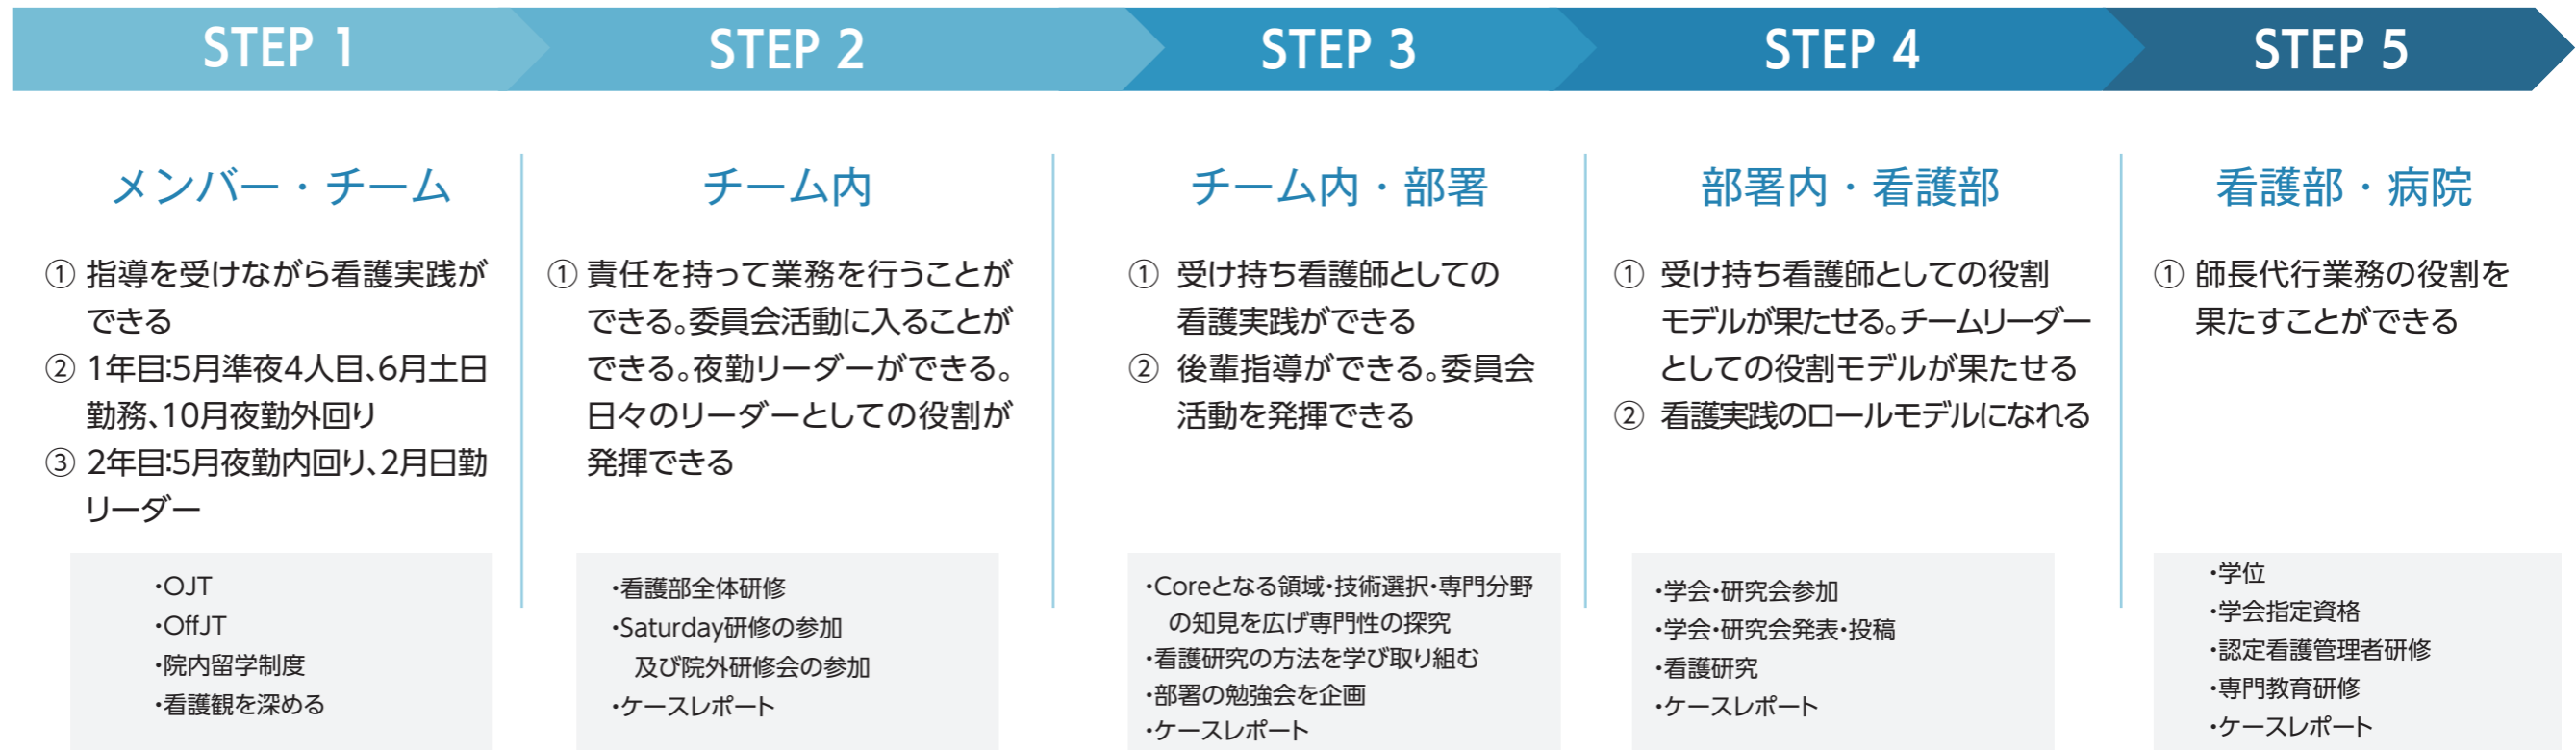 STEP 1
STEP 2
STEP 3
STEP 4
STEP 5
メンバー・チーム
① 指導を受けながら看護実践が
できる
② 1年目:5月準夜4人目、6月土日
勤務、10月夜勤外回り
③ 2年目:5月夜勤内回り、2月日勤
リーダー
・OJT
・OffJT
・院内留学制度
・看護観を深める
チーム内
① 責任を持って業務を行うことが
できる。委員会活動に入ることが
できる。夜勤リーダーができる。
日々のリーダーとしての役割が
発揮できる
・看護部全体研修
・Saturday研修の参加
及び院外研修会の参加
・ケースレポート
チーム内・部署
① 受け持ち看護師としての
看護実践ができる
② 後輩指導ができる。委員会
活動を発揮できる
・Coreとなる領域・技術選択・専門分野
の知見を広げ専門性の探究
・看護研究の方法を学び取り組む
・部署の勉強会を企画
・ケースレポート
部署内・看護部
① 受け持ち看護師としての役割
モデルが果たせる。チームリーダー
としての役割モデルが果たせる
② 看護実践のロールモデルになれる
・学会・研究会参加
・学会・研究会発表・投稿
・看護研究
・ケースレポート
看護部・病院
① 師長代行業務の役割を
果たすことができる
・学位
・学会指定資格
・認定看護管理者研修
・専門教育研修
・ケースレポート